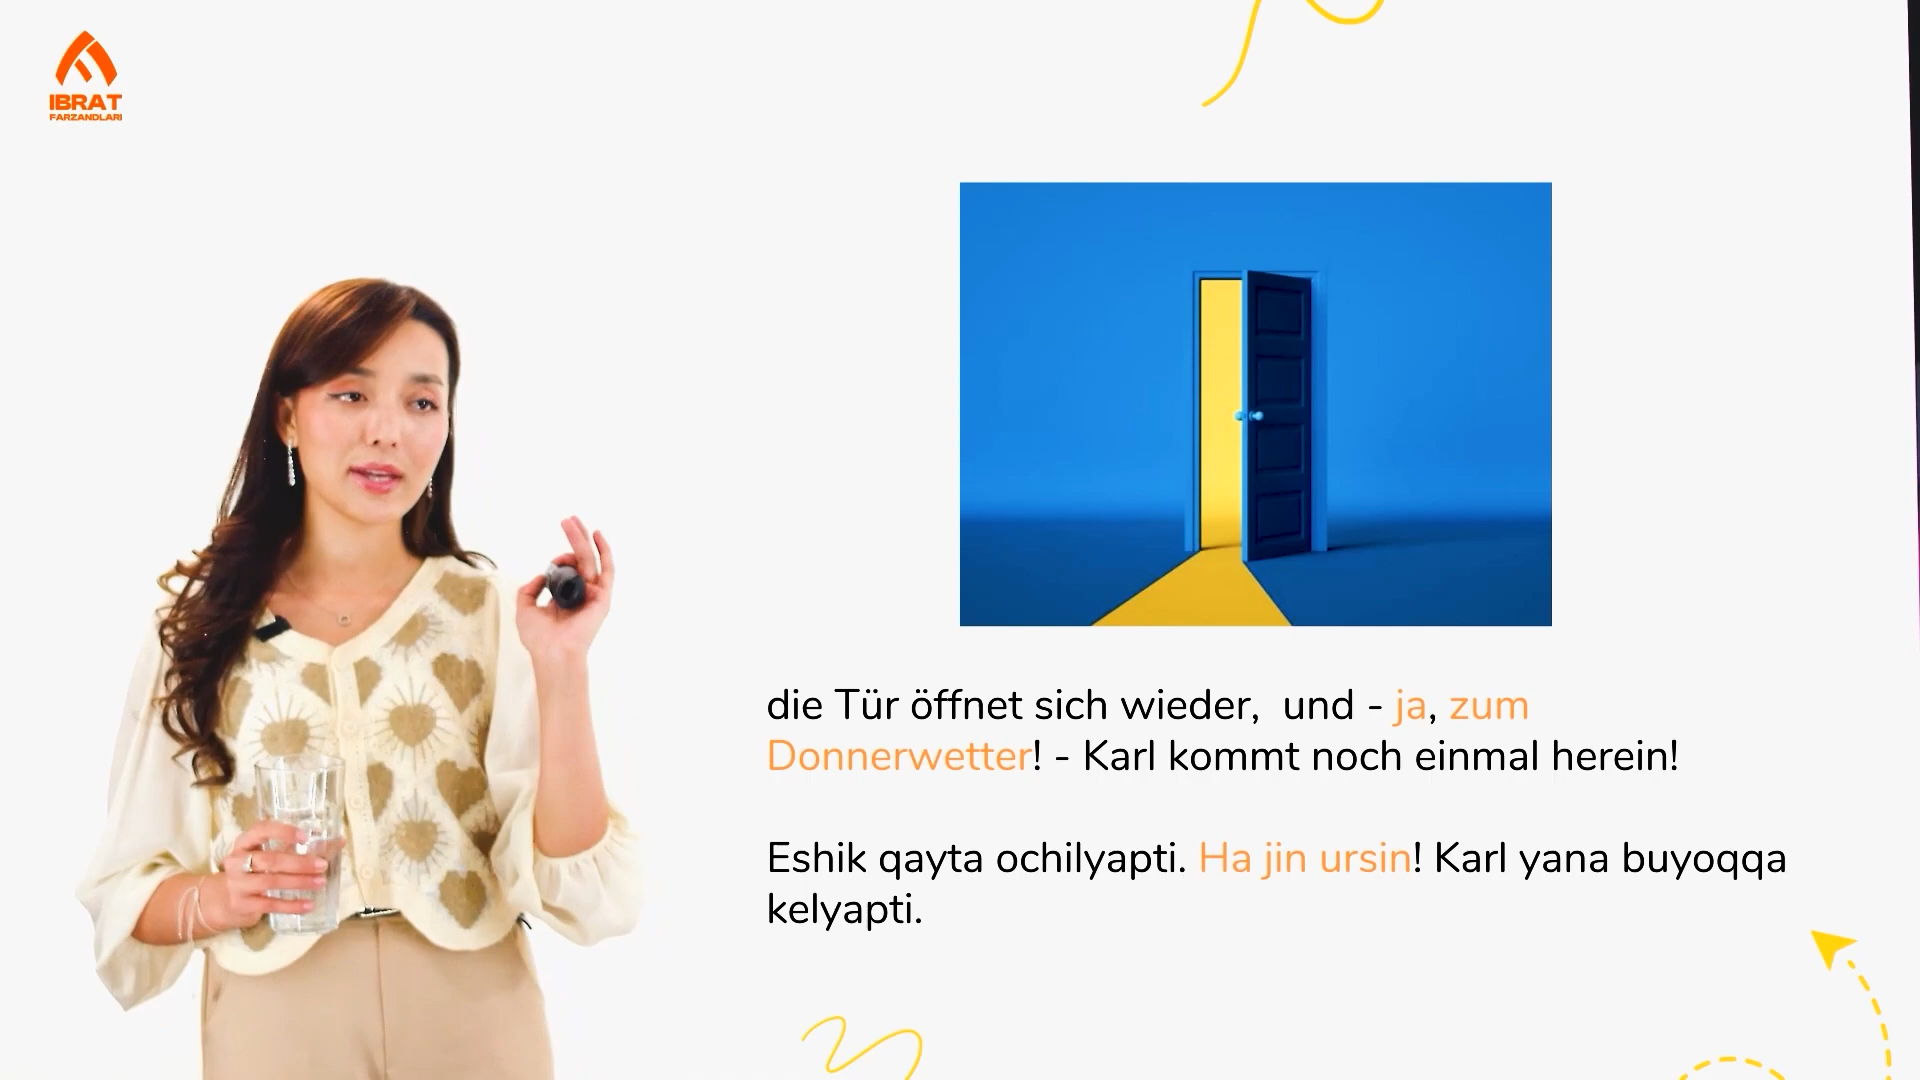 IBRAT
FARZANDLARI
die Tür öffnet sich wieder,  und - ja, zum
Donnerwetter! - Karl kommt noch einmal herein!
Eshik qayta ochilyapti. Ha jin ursin! Karl yana buyoqqa
kelyapti.